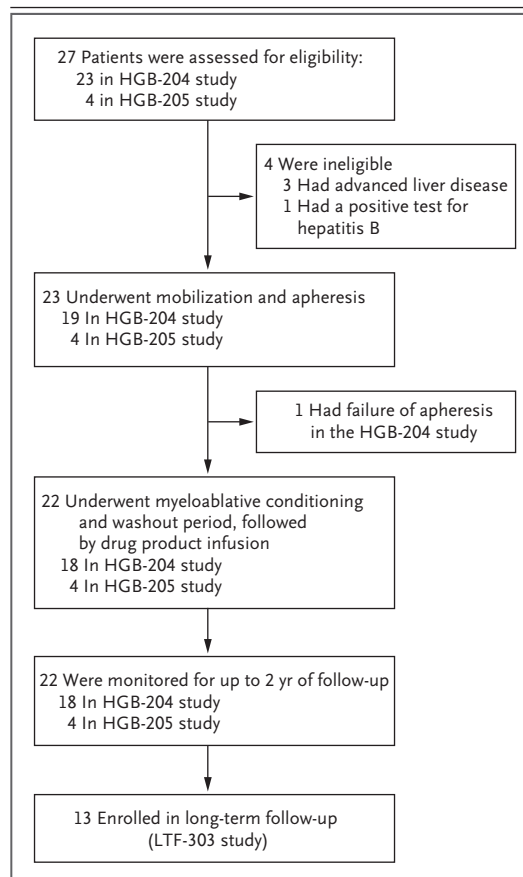 27 Patients were assessed for eligibility:
23 in HGB-204 study
4 in HGB-205 study
4 Were ineligible
3 Had advanced liver disease
1 Had a positive test for
hepatitis B
23 Underwent mobilization and apheresis
19 In HGB-204 study
4 In HGB-205 study
1 Had failure of apheresis
in the HGB-204 study
22 Underwent myeloablative conditioning
and washout period, followed
by drug product infusion
18 In HGB-204 study
4 In HGB-205 study
22 Were monitored for up to 2 yr of follow-up
18 In HGB-204 study
4 In HGB-205 study
13 Enrolled in long-term follow-up
(LTF-303 study)